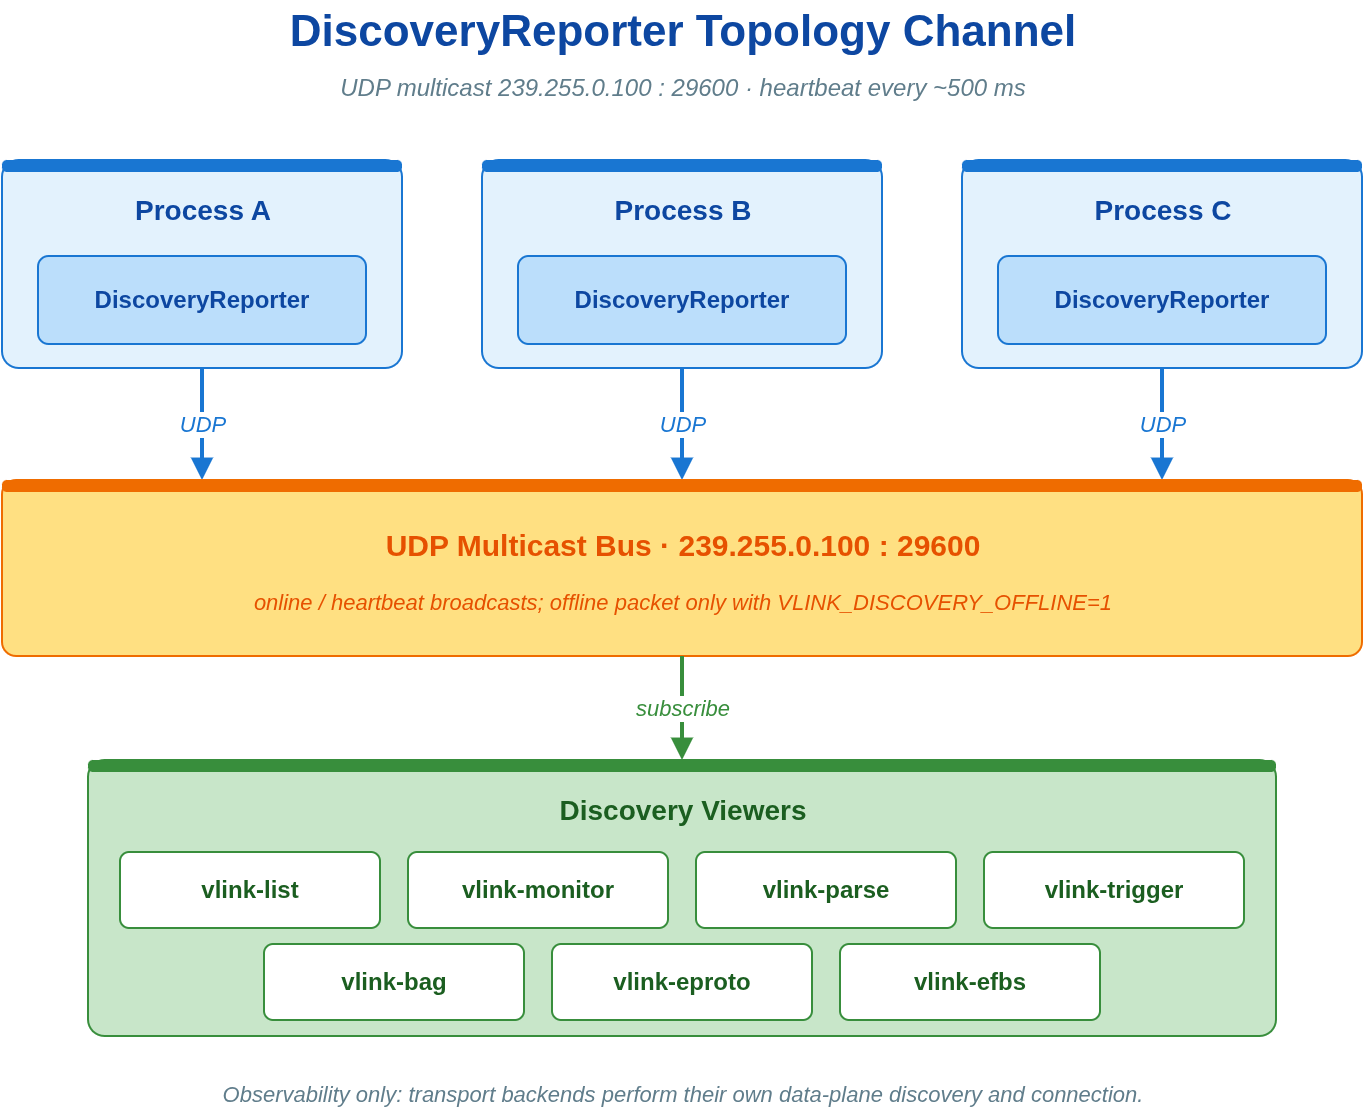 DiscoveryReporter Topology Channel
UDP multicast 239.255.0.100 : 29600 · heartbeat every ~500 ms
Process A
Process B
Process C
DiscoveryReporter
DiscoveryReporter
DiscoveryReporter
UDP
UDP
UDP
UDP Multicast Bus · 239.255.0.100 : 29600
online / heartbeat broadcasts; offline packet only with VLINK_DISCOVERY_OFFLINE=1
subscribe
Discovery Viewers
vlink-list
vlink-monitor
vlink-parse
vlink-trigger
vlink-bag
vlink-eproto
vlink-efbs
Observability only: transport backends perform their own data-plane discovery and connection.